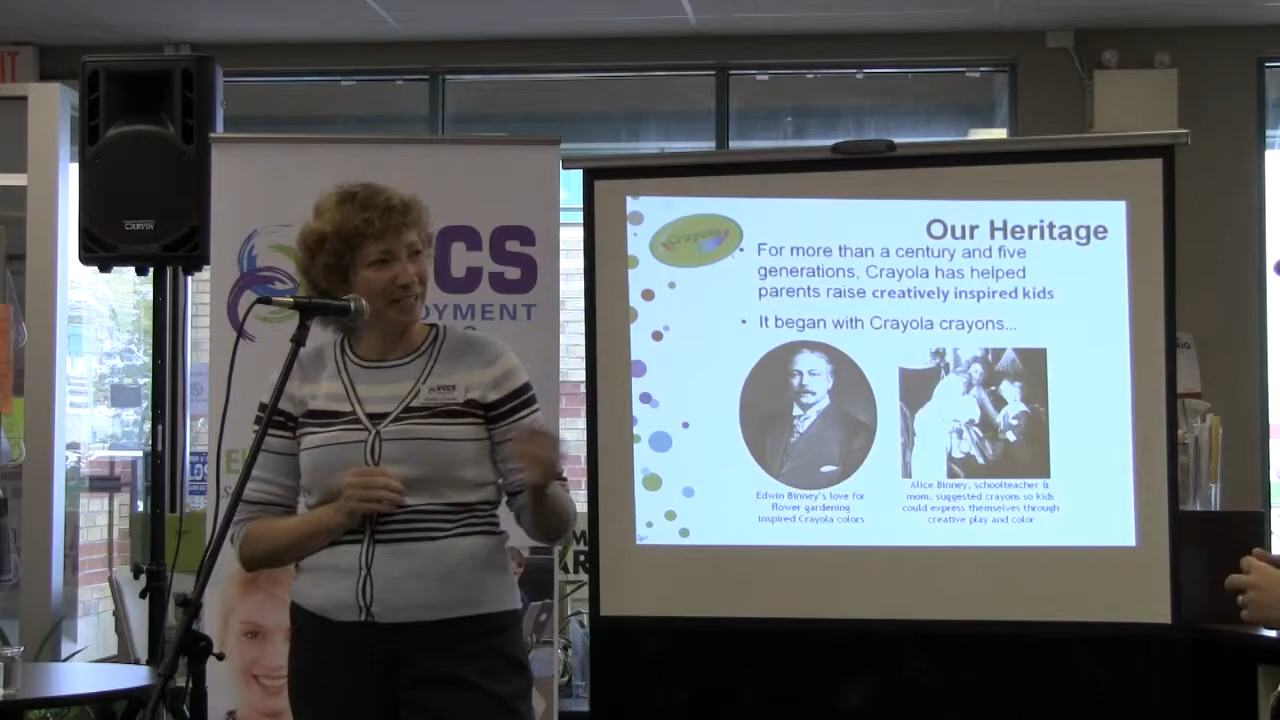 IT
CARVIN
CS
OYMENT
VCCS
Crayola
Our Heritage
• For more than a century and five
generations, Crayola has helped
parents raise creatively inspired kids
• It began with Crayola crayons...
Edwin Binney's love for
flower gardening
inspired Crayola colors
Alice Binney, schoolteacher &
mom, suggested crayons so kids
could express themselves through
creative play and color